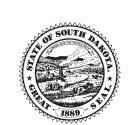 STATE OF SOUTH DAKOTA
GREAT SEAL
1889